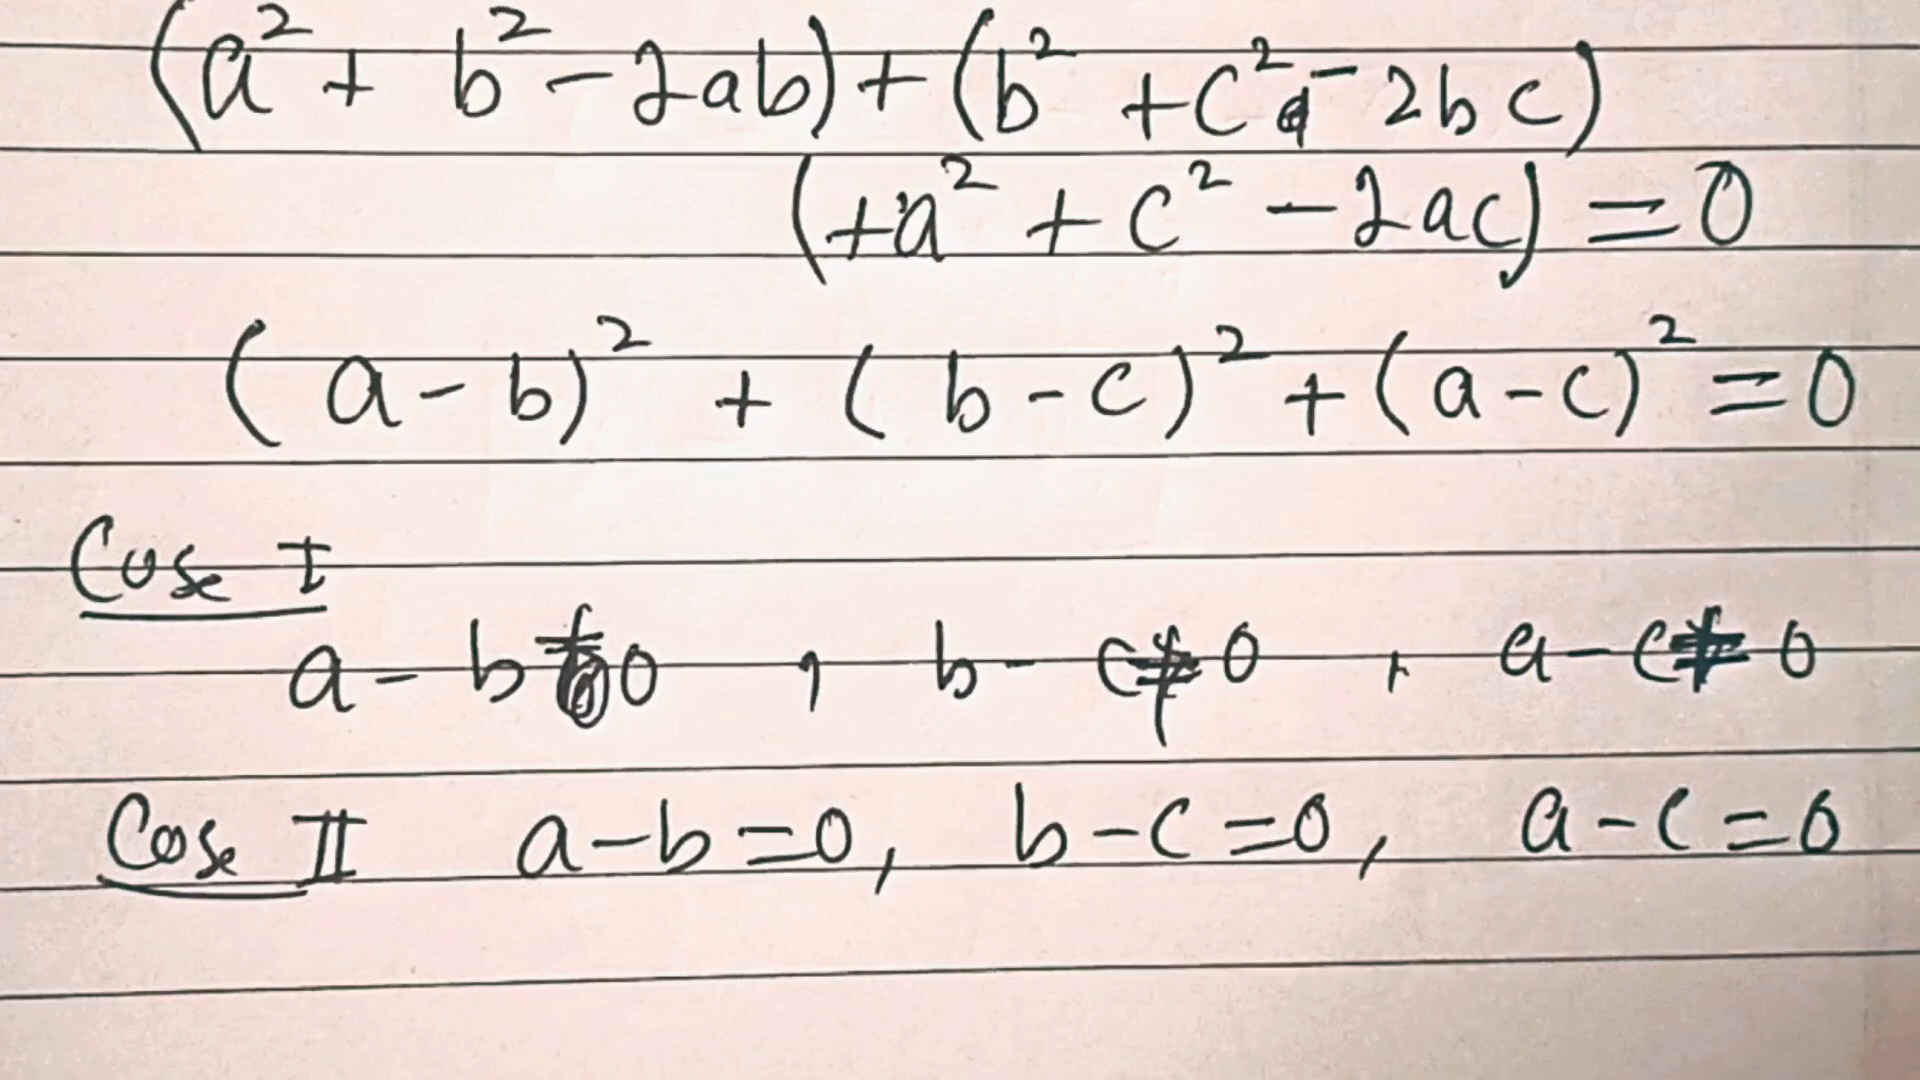 (a² + b² - 2ab) + (b² + c² - 2bc)
(+a² + c² - 2ac) = 0
(a - b)² + (b - c)² + (a - c)² = 0
Case I
a - b ≠ 0 , b - c ≠ 0 , a - c ≠ 0
Case II a - b = 0, b - c = 0, a - c = 0